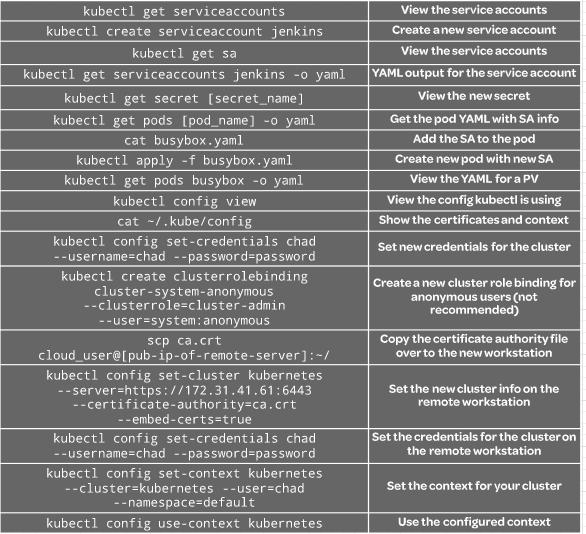 kubectl get serviceaccounts
View the service accounts
kubectl create serviceaccount jenkins
Create a new service account
kubectl get sa
View the service accounts
kubectl get serviceaccounts jenkins -o yaml
YAML output for the service account
kubectl get secret [secret_name]
View the new secret
kubectl get pods [pod_name] -o yaml
Get the pod YAML with SA info
cat busybox.yaml
Add the SA to the pod
kubectl apply -f busybox.yaml
Create new pod with new SA
kubectl get pods busybox -o yaml
View the YAML for a PV
kubectl config view
View the config kubectl is using
cat ~/.kube/config
Show the certificates and context
kubectl config set-credentials chad
--username=chad --password=password
Set new credentials for the cluster
kubectl create clusterrolebinding
cluster-system-anonymous
--clusterrole=cluster-admin
--user=system:anonymous
Create a new cluster role binding for
anonymous users (not
recommended)
scp ca.crt
cloud_user@[pub-ip-of-remote-server]:~/
Copy the certificate authority file
over to the new workstation
kubectl config set-cluster kubernetes
--server=https://172.31.41.61:6443
--certificate-authority=ca.crt
--embed-certs=true
Set the new cluster info on the
remote workstation
kubectl config set-credentials chad
--username=chad --password=password
Set the credentials for the cluster on
the remote workstation
kubectl config set-context kubernetes
--cluster=kubernetes --user=chad
--namespace=default
Set the context for your cluster
kubectl config use-context kubernetes
Use the configured context